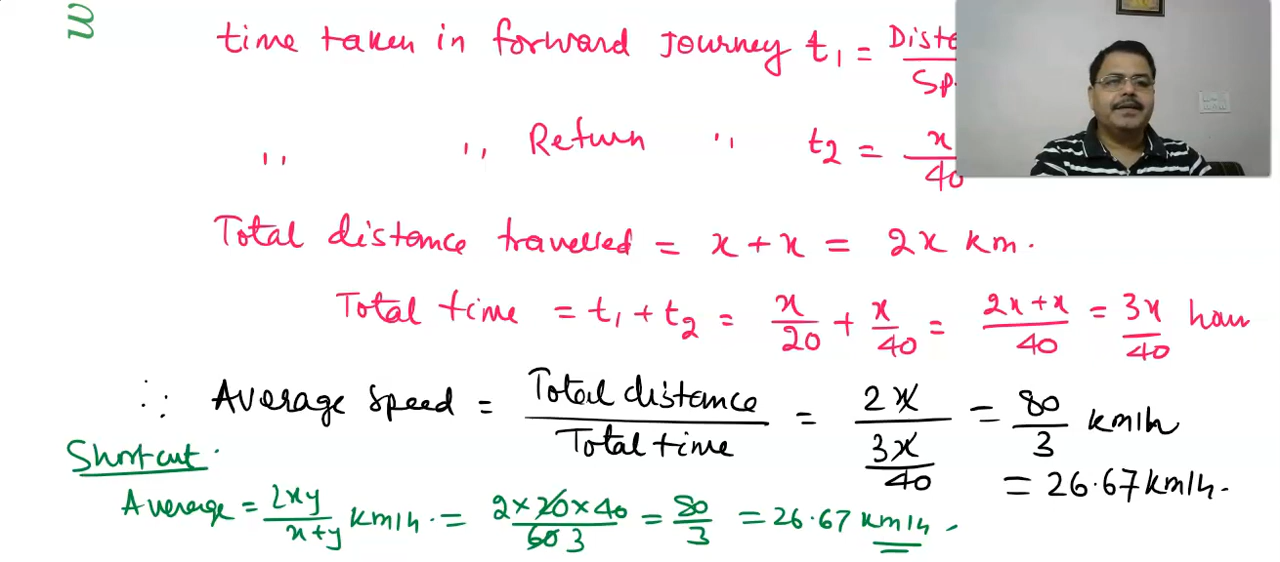 time taken in forward Journey t₁ = Dista / Sp
,, ,, Return ,, t₂ = x/40
Total distance travelled = x + x = 2x km.
Total time = t₁ + t₂ = x/20 + x/40 = 2x+x/40 = 3x/40 hour
∴ Average speed = Total distance/Total time = 2x/(3x/40) = 80/3 km/h
= 26.67 km/h.
Shortcut.
Average = 2xy/x+y km/h. = 2×20×40/60 3 = 80/3 = 26.67 km/h.